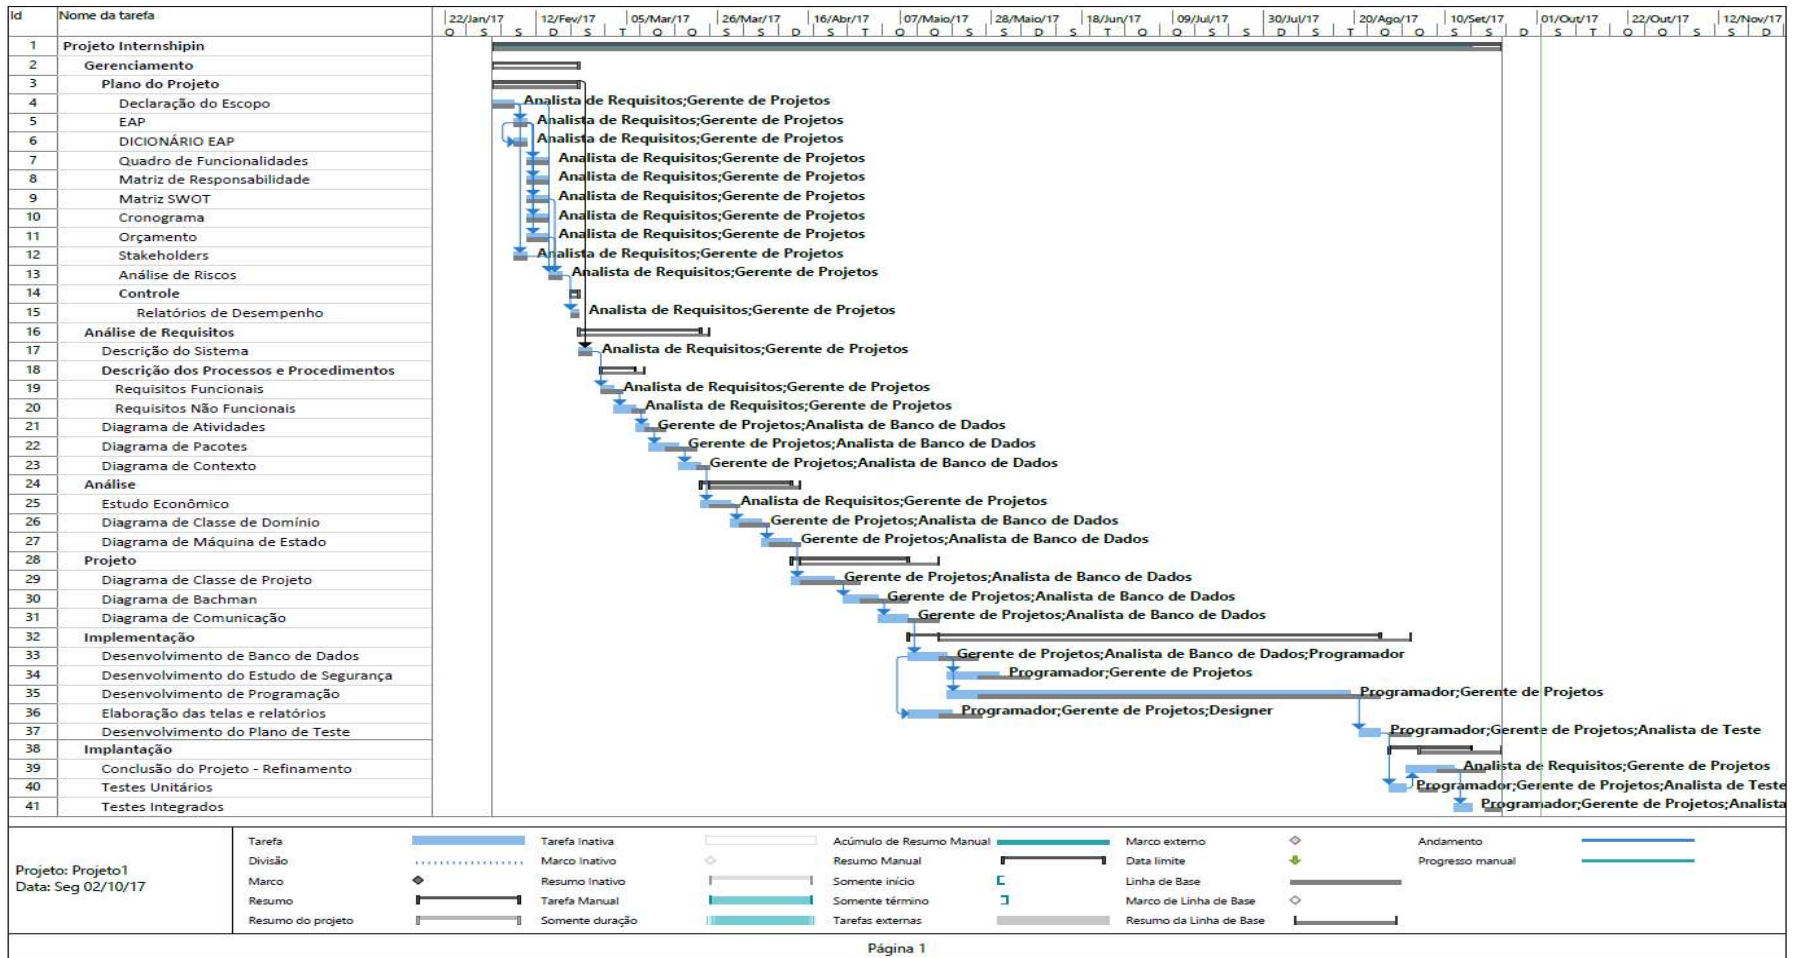 Id Nome da tarefa 22/Jan/17 12/Fev/17 05/Mar/17 26/Mar/17 16/Abr/17 07/Maio/17 28/Maio/17 18/Jun/17 09/Jul/17 30/Jul/17 20/Ago/17 10/Set/17 01/Out/17 22/Out/17 12/Nov/17
Q S S D S T Q Q S S D S T Q Q S S D S T Q Q S S D S T Q Q S S D S T Q Q S S D
1 Projeto Internshipin
2 Gerenciamento
3 Plano do Projeto
4 Declaração do Escopo Analista de Requisitos;Gerente de Projetos
5 EAP Analista de Requisitos;Gerente de Projetos
6 DICIONÁRIO EAP Analista de Requisitos;Gerente de Projetos
7 Quadro de Funcionalidades Analista de Requisitos;Gerente de Projetos
8 Matriz de Responsabilidade Analista de Requisitos;Gerente de Projetos
9 Matriz SWOT Analista de Requisitos;Gerente de Projetos
10 Cronograma Analista de Requisitos;Gerente de Projetos
11 Orçamento Analista de Requisitos;Gerente de Projetos
12 Stakeholders Analista de Requisitos;Gerente de Projetos
13 Análise de Riscos Analista de Requisitos;Gerente de Projetos
14 Controle
15 Relatórios de Desempenho Analista de Requisitos;Gerente de Projetos
16 Análise de Requisitos
17 Descrição do Sistema Analista de Requisitos;Gerente de Projetos
18 Descrição dos Processos e Procedimentos
19 Requisitos Funcionais Analista de Requisitos;Gerente de Projetos
20 Requisitos Não Funcionais Analista de Requisitos;Gerente de Projetos
21 Diagrama de Atividades Gerente de Projetos;Analista de Banco de Dados
22 Diagrama de Pacotes Gerente de Projetos;Analista de Banco de Dados
23 Diagrama de Contexto Gerente de Projetos;Analista de Banco de Dados
24 Análise
25 Estudo Econômico Analista de Requisitos;Gerente de Projetos
26 Diagrama de Classe de Domínio Gerente de Projetos;Analista de Banco de Dados
27 Diagrama de Máquina de Estado Gerente de Projetos;Analista de Banco de Dados
28 Projeto
29 Diagrama de Classe de Projeto Gerente de Projetos;Analista de Banco de Dados
30 Diagrama de Bachman Gerente de Projetos;Analista de Banco de Dados
31 Diagrama de Comunicação Gerente de Projetos;Analista de Banco de Dados
32 Implementação
33 Desenvolvimento de Banco de Dados Gerente de Projetos;Analista de Banco de Dados;Programador
34 Desenvolvimento do Estudo de Segurança Programador;Gerente de Projetos
35 Desenvolvimento de Programação Programador;Gerente de Projetos
36 Elaboração das telas e relatórios Programador;Gerente de Projetos;Designer
37 Desenvolvimento do Plano de Teste Programador;Gerente de Projetos;Analista de Teste
38 Implantação
39 Conclusão do Projeto - Refinamento Analista de Requisitos;Gerente de Projetos
40 Testes Unitários Programador;Gerente de Projetos;Analista de Teste
41 Testes Integrados Programador;Gerente de Projetos;Analista
Projeto: Projeto1
Data: Seg 02/10/17
Tarefa Tarefa Inativa Acúmulo de Resumo Manual Marco externo Andamento
Divisão Marco Inativo Resumo Manual Data limite Progresso manual
Marco Resumo Inativo Somente início Linha de Base
Resumo Tarefa Manual Somente término Marco de Linha de Base
Resumo do projeto Somente duração Tarefas externas Resumo da Linha de Base
Página 1